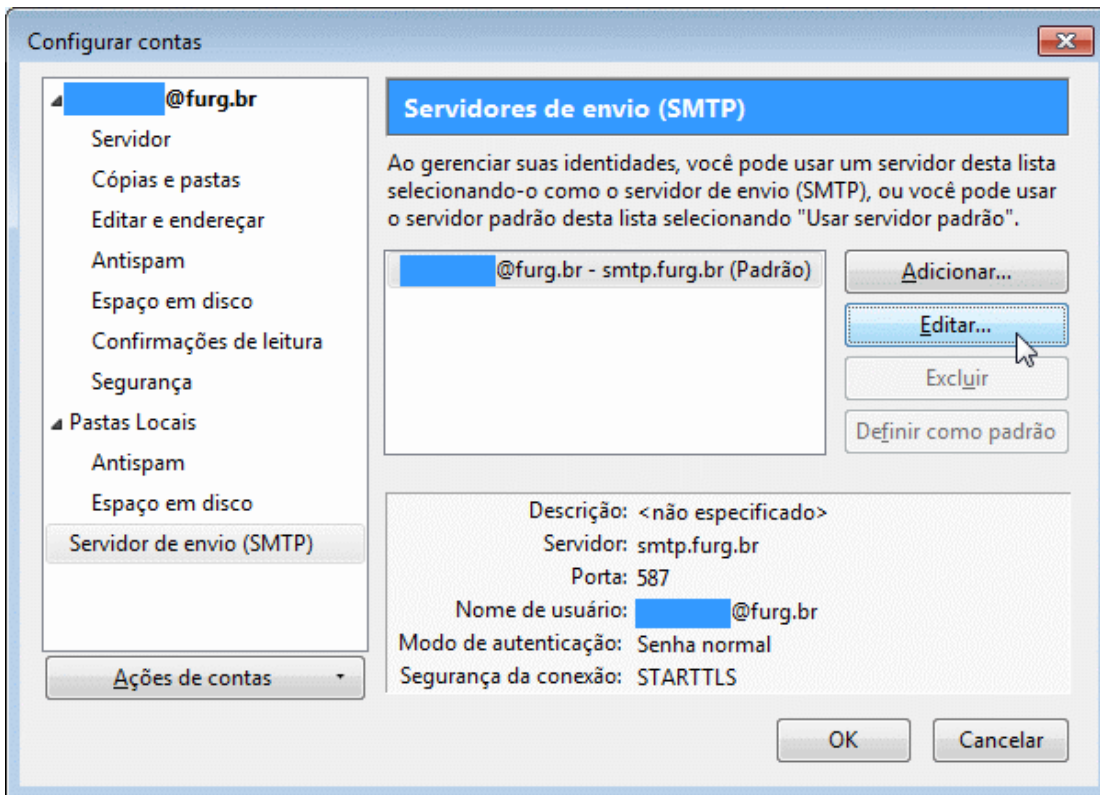 Configurar contas
@furg.br
Servidor
Cópias e pastas
Editar e endereçar
Antispam
Espaço em disco
Confirmações de leitura
Segurança
Pastas Locais
Antispam
Espaço em disco
Servidor de envio (SMTP)
Ações de contas
Servidores de envio (SMTP)
Ao gerenciar suas identidades, você pode usar um servidor desta lista
selecionando-o como o servidor de envio (SMTP), ou você pode usar
o servidor padrão desta lista selecionando "Usar servidor padrão".
@furg.br - smtp.furg.br (Padrão)
Adicionar...
Editar...
Excluir
Definir como padrão
Descrição: <não especificado>
Servidor: smtp.furg.br
Porta: 587
Nome de usuário: @furg.br
Modo de autenticação: Senha normal
Segurança da conexão: STARTTLS
OK
Cancelar